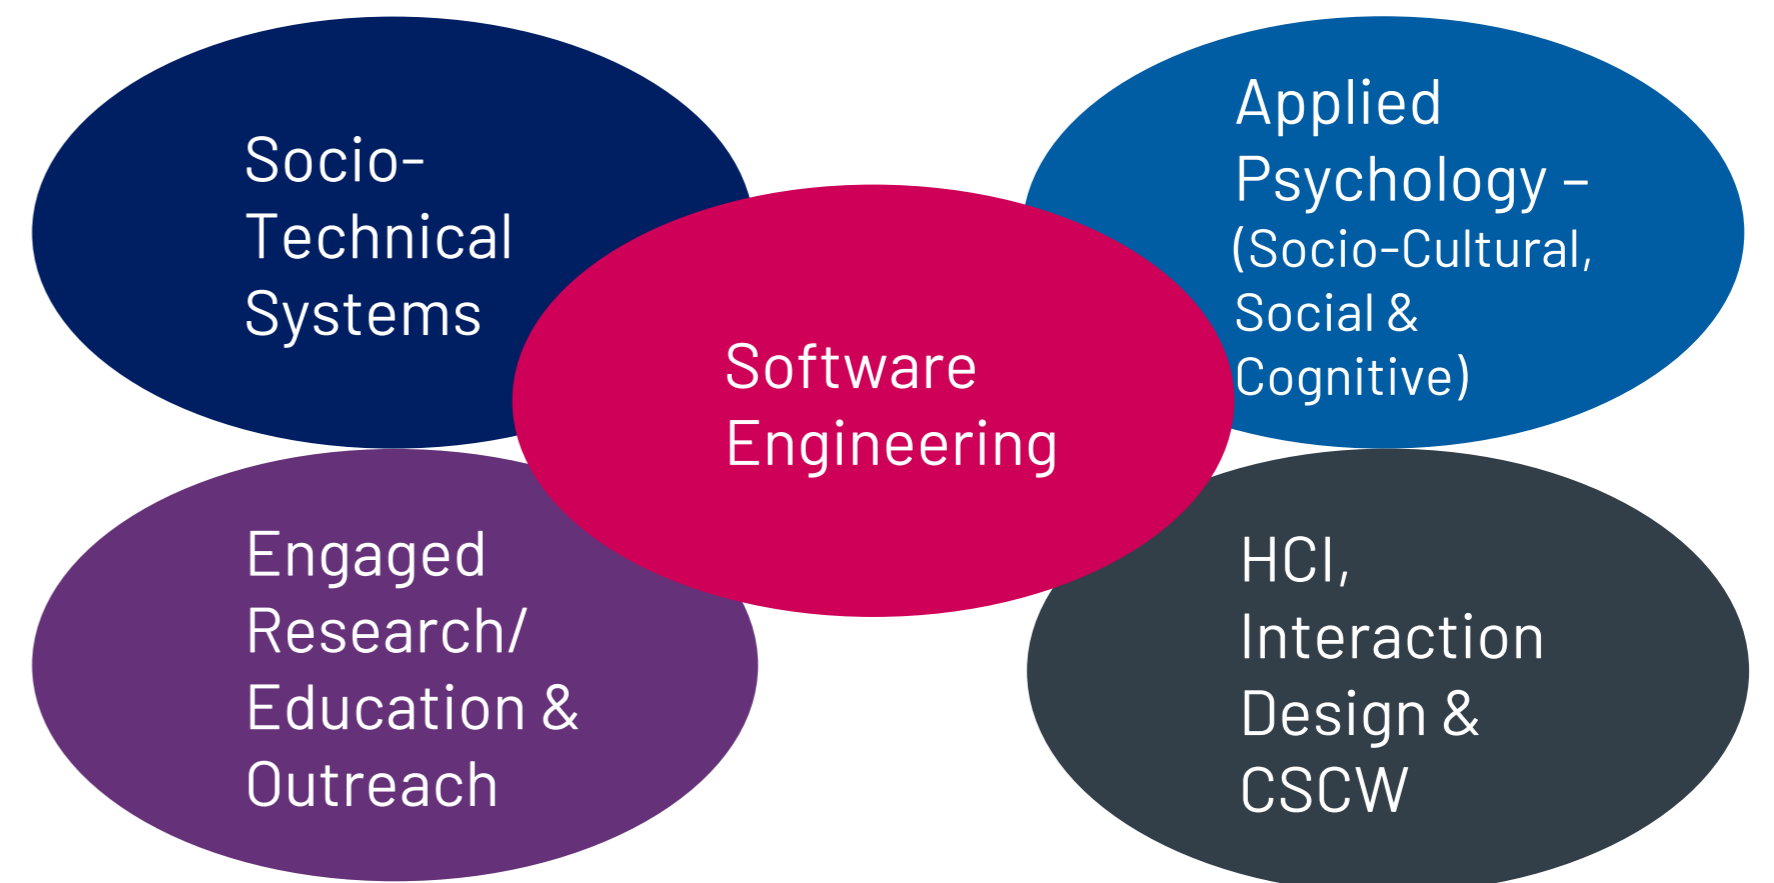 Socio-
Technical
Systems
Applied
Psychology –
(Socio-Cultural,
Social &
Cognitive)
Software
Engineering
Engaged
Research/
Education &
Outreach
HCI,
Interaction
Design &
CSCW